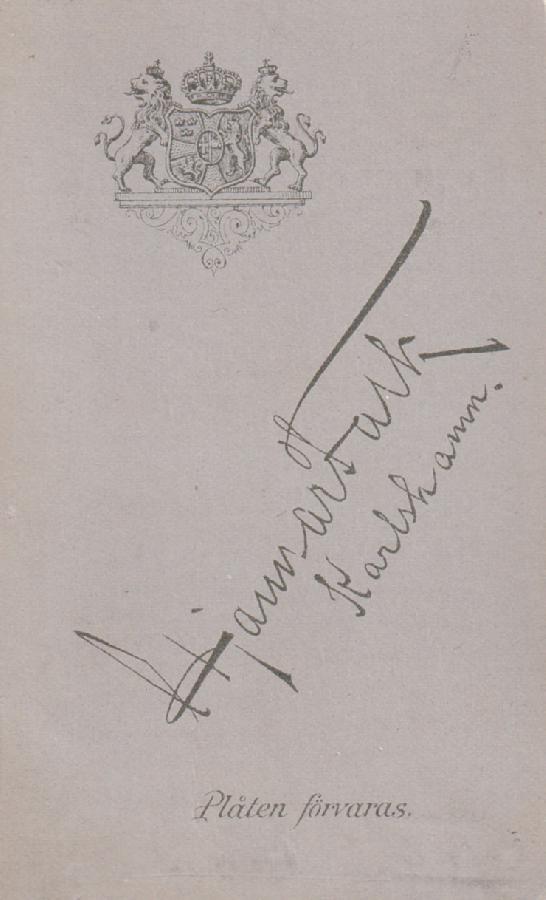 Hjalmar Falk
Karlshamn.
Plåten förvaras.